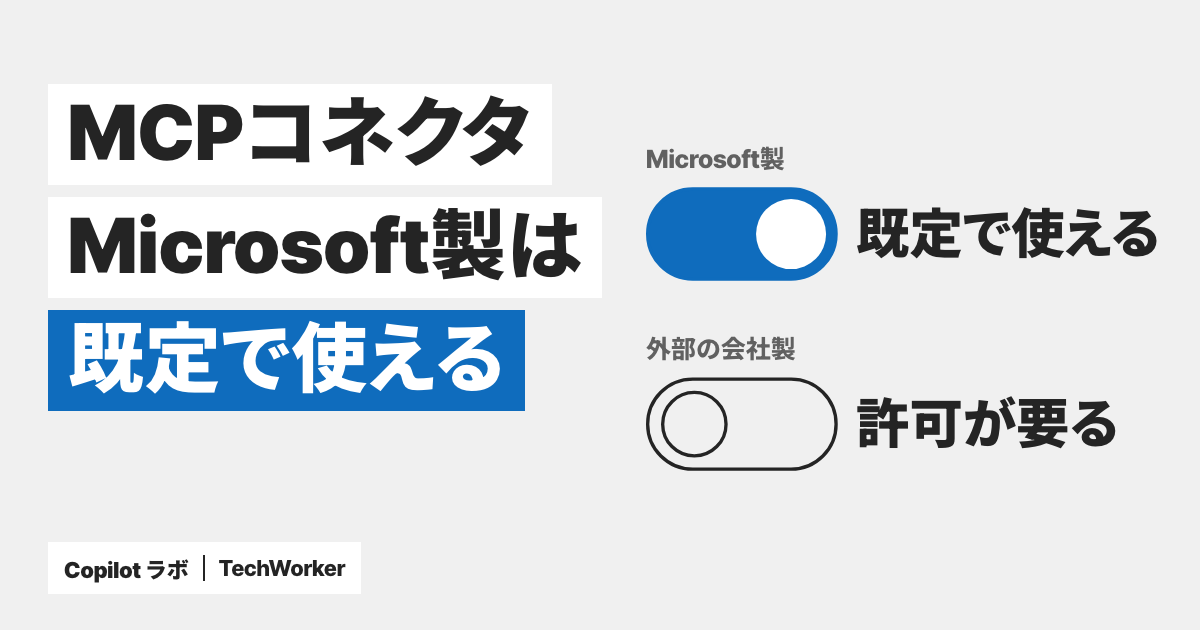 MCPコネクタ
Microsoft製は
既定で使える
Microsoft製
既定で使える
外部の会社製
許可が要る
Copilot ラボ | TechWorker